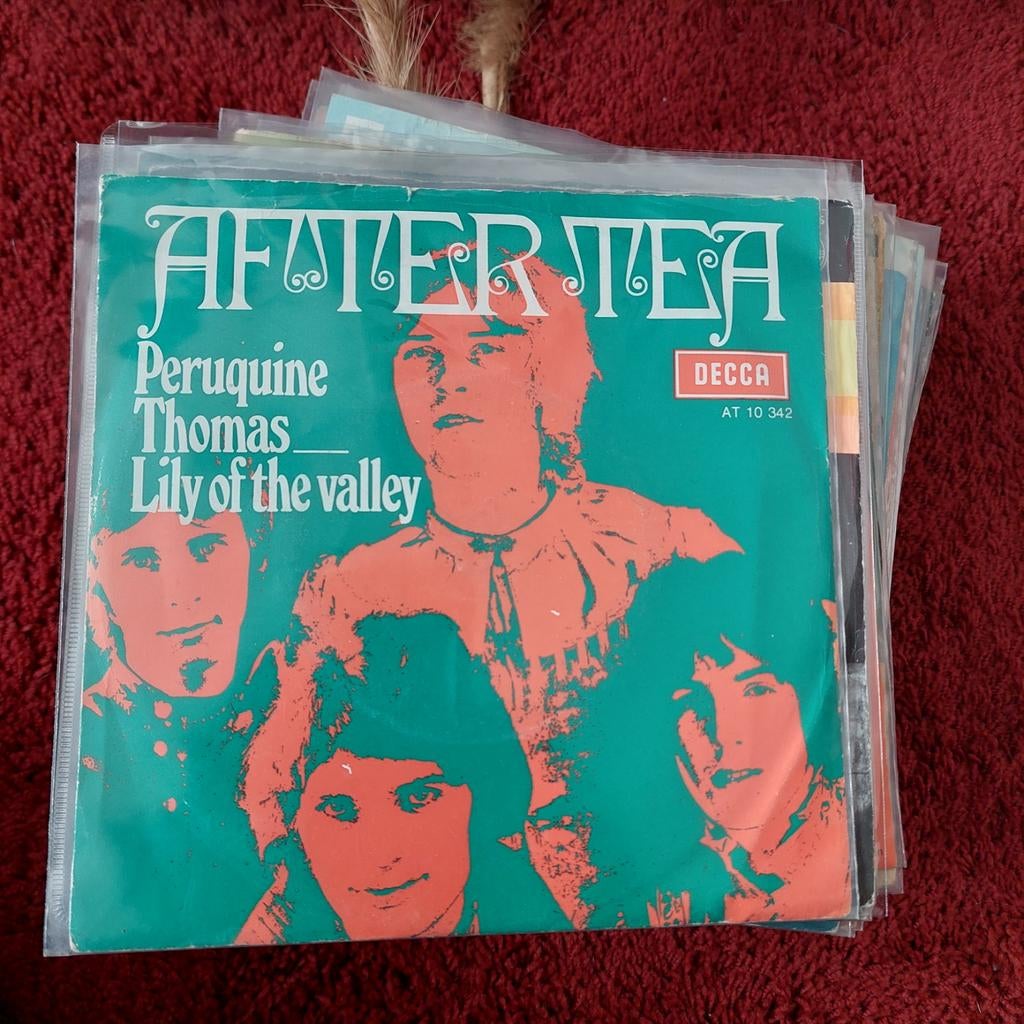 AFTER TEA
Peruquine
Thomas
Lily of the valley
DECCA
AT 10 342